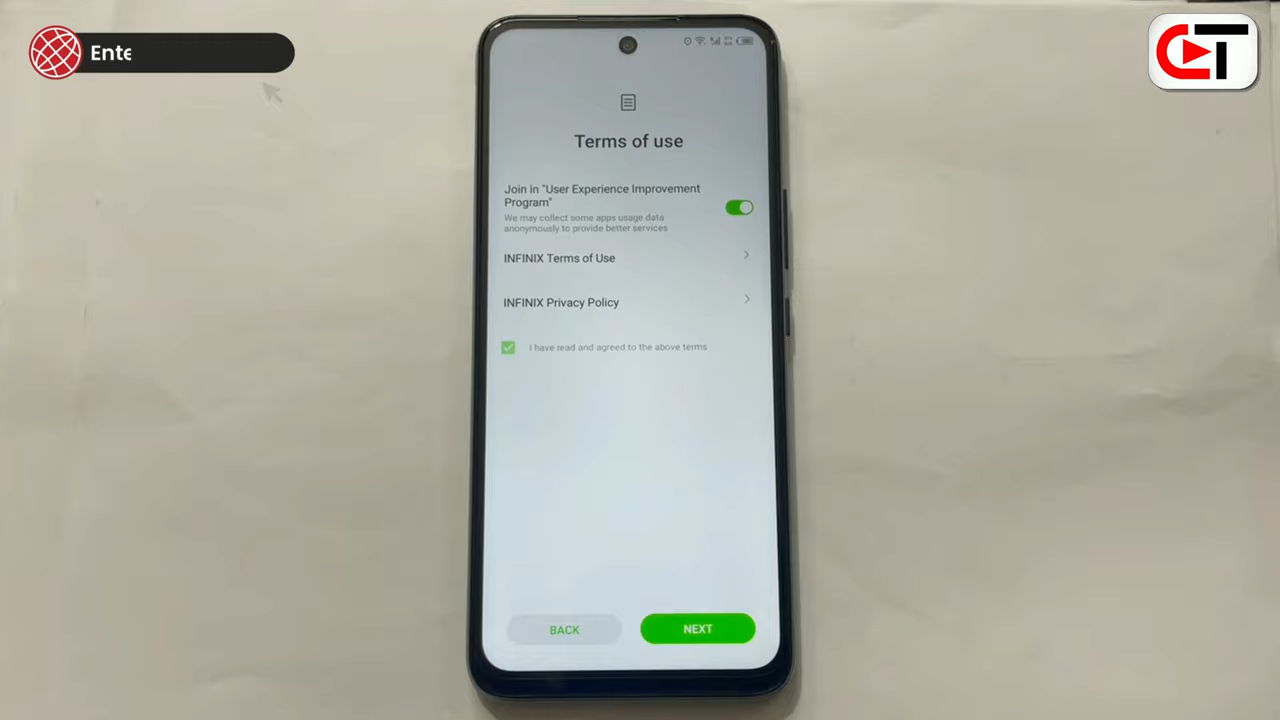 Ente
CT
Terms of use
Join in "User Experience Improvement
Program"
We may collect some apps usage data
anonymously to provide better services
INFINIX Terms of Use
INFINIX Privacy Policy
I have read and agreed to the above terms
BACK
NEXT